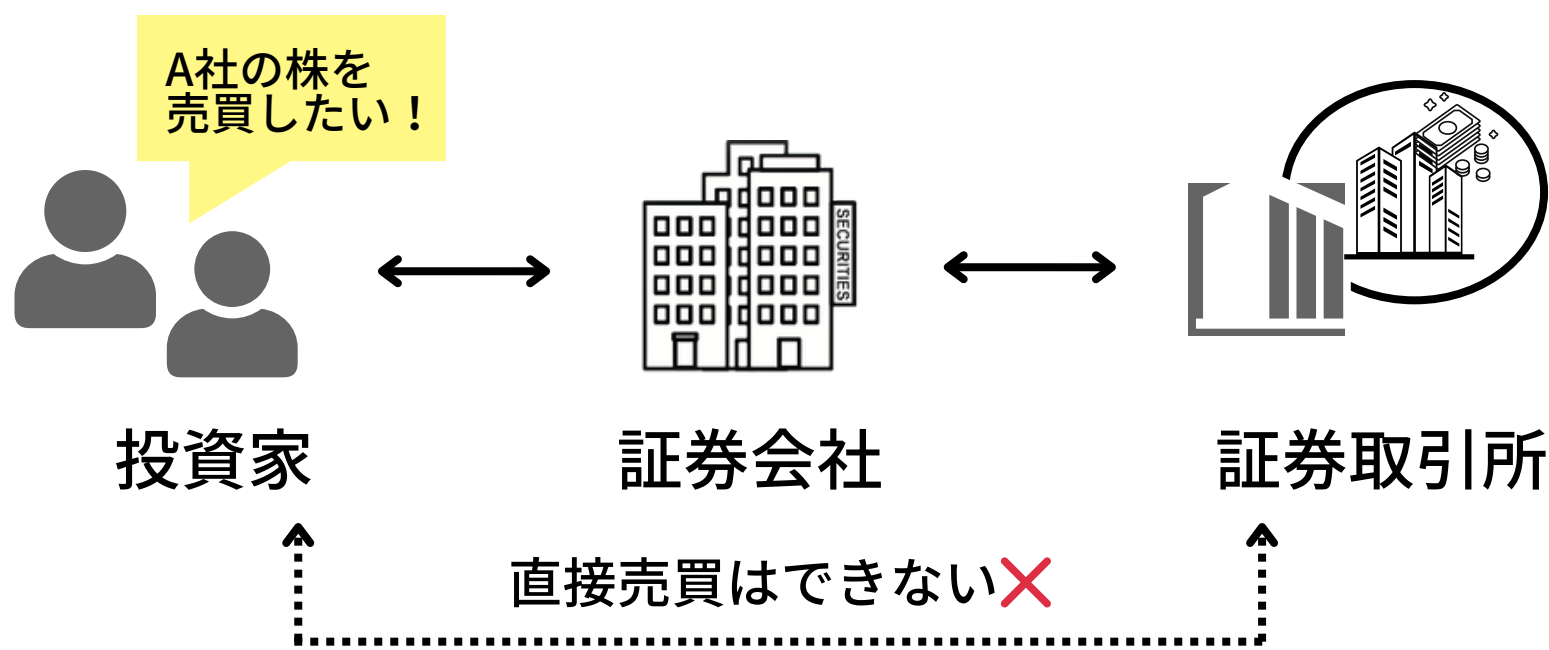 A社の株を
売買したい！
SECURITIES
投資家
証券会社
証券取引所
直接売買はできない❌